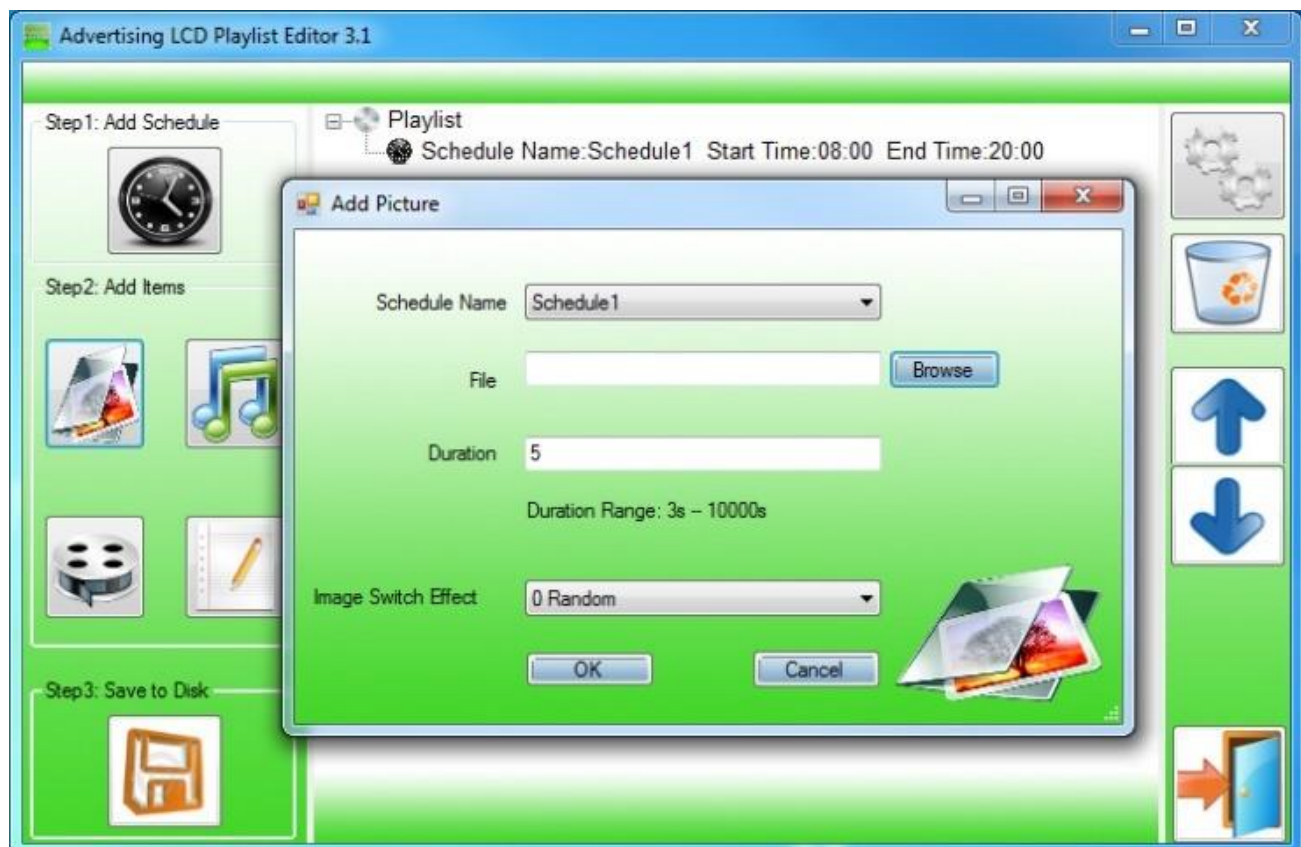 Advertising LCD Playlist Editor 3.1
Step1: Add Schedule
Playlist
Schedule Name:Schedule1 Start Time:08:00 End Time:20:00
Add Picture
Step2: Add Items
Schedule Name
Schedule1
File
Browse
Duration
5
Duration Range: 3s – 10000s
Image Switch Effect
0 Random
OK
Cancel
Step3: Save to Disk